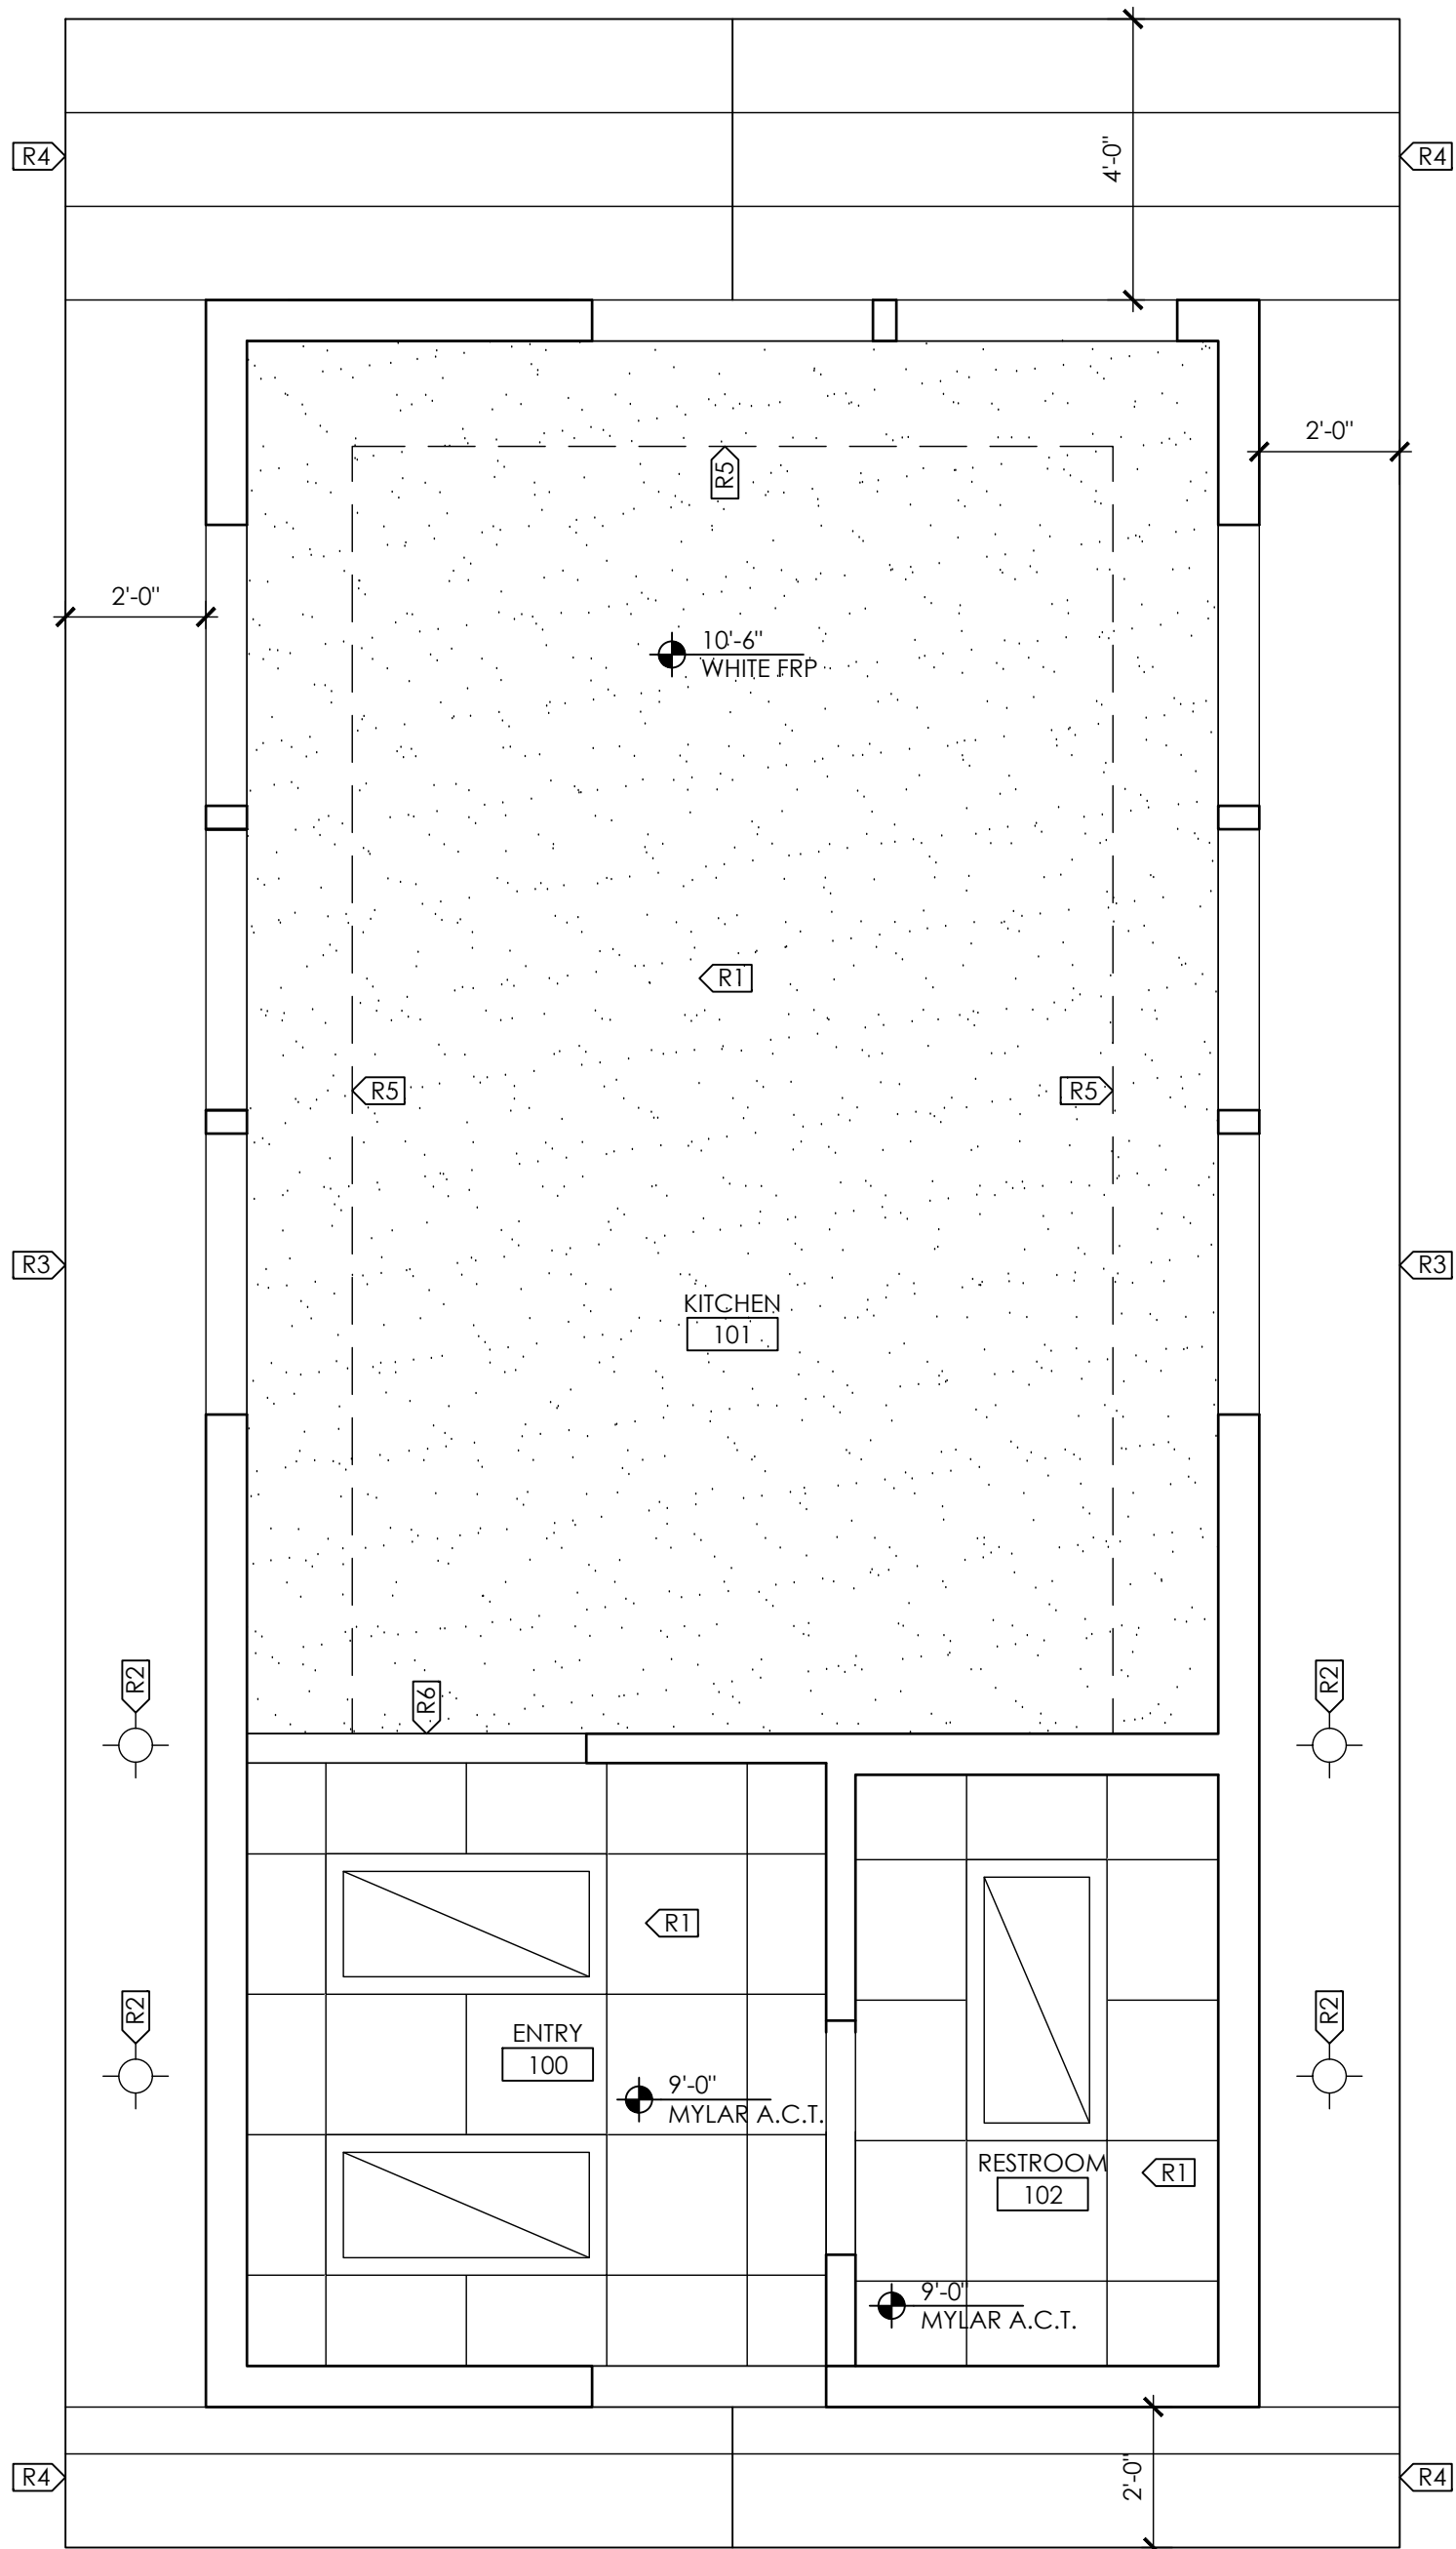 4'-0"
R4
R4
2'-0"
R5
2'-0"
10'-6"
WHITE FRP
R1
R5
R5
R3
R3
KITCHEN
101
R2
R2
R6
R1
R2
R2
ENTRY
100
9'-0"
MYLAR A.C.T.
RESTROOM
102
R1
9'-0"
MYLAR A.C.T.
2'-0"
R4
R4